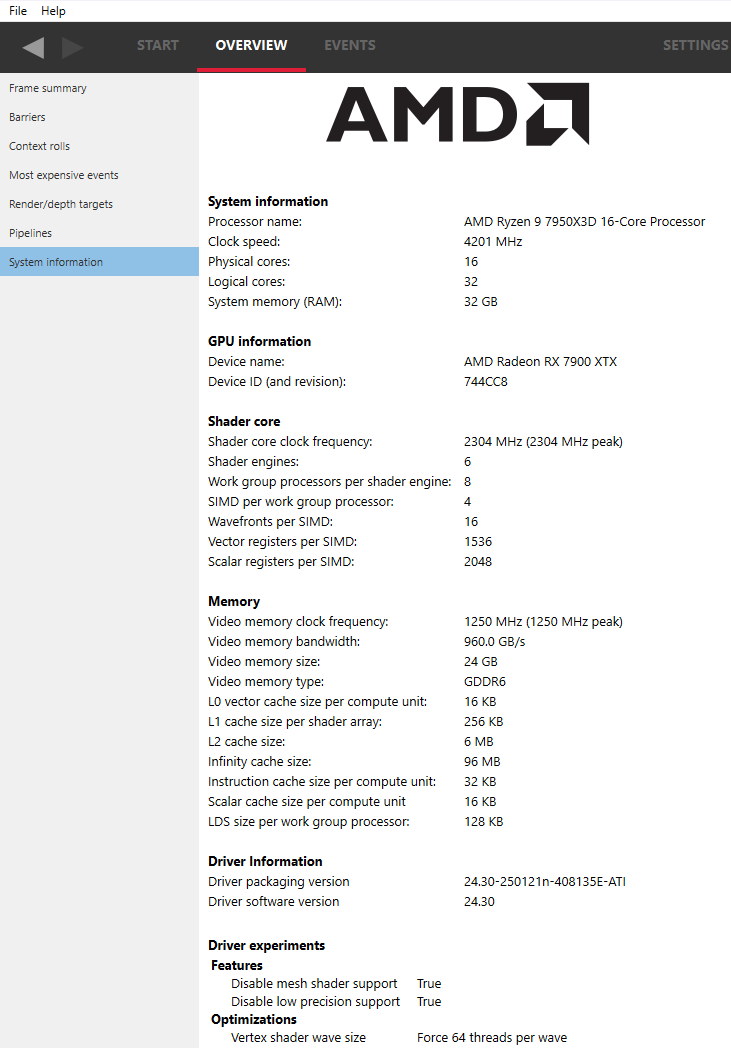 File Help
START OVERVIEW EVENTS SETTINGS
Frame summary
Barriers
Context rolls
Most expensive events
Render/depth targets
Pipelines
System information
AMD
System information
Processor name: AMD Ryzen 9 7950X3D 16-Core Processor
Clock speed: 4201 MHz
Physical cores: 16
Logical cores: 32
System memory (RAM): 32 GB
GPU information
Device name: AMD Radeon RX 7900 XTX
Device ID (and revision): 744CC8
Shader core
Shader core clock frequency: 2304 MHz (2304 MHz peak)
Shader engines: 6
Work group processors per shader engine: 8
SIMD per work group processor: 4
Wavefronts per SIMD: 16
Vector registers per SIMD: 1536
Scalar registers per SIMD: 2048
Memory
Video memory clock frequency: 1250 MHz (1250 MHz peak)
Video memory bandwidth: 960.0 GB/s
Video memory size: 24 GB
Video memory type: GDDR6
L0 vector cache size per compute unit: 16 KB
L1 cache size per shader array: 256 KB
L2 cache size: 6 MB
Infinity cache size: 96 MB
Instruction cache size per compute unit: 32 KB
Scalar cache size per compute unit 16 KB
LDS size per work group processor: 128 KB
Driver Information
Driver packaging version 24.30-250121n-408135E-ATI
Driver software version 24.30
Driver experiments
Features
Disable mesh shader support True
Disable low precision support True
Optimizations
Vertex shader wave size Force 64 threads per wave